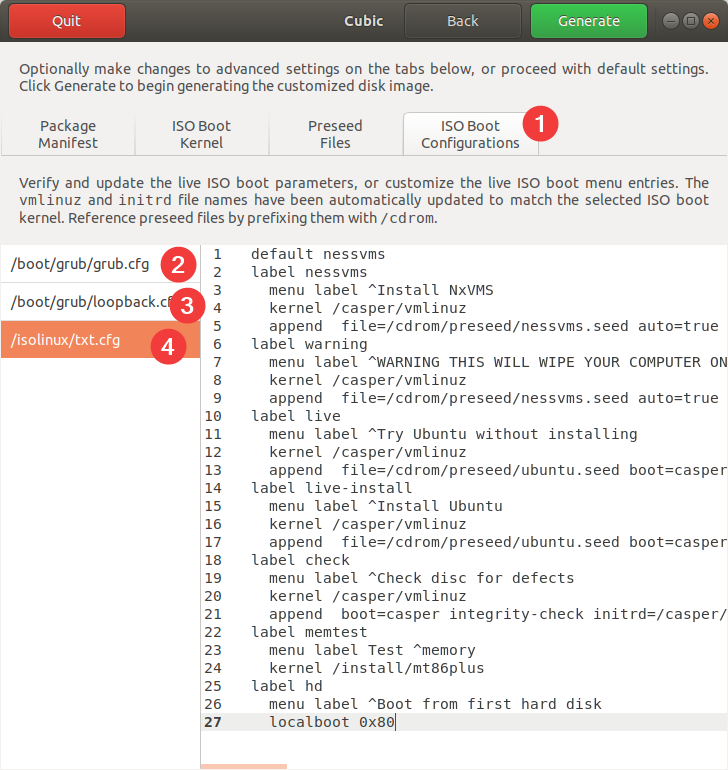 Quit
Cubic
Back
Generate
Optionally make changes to advanced settings on the tabs below, or proceed with default settings.
Click Generate to begin generating the customized disk image.
Package
Manifest
ISO Boot
Kernel
Preseed
Files
ISO Boot
Configurations
1
Verify and update the live ISO boot parameters, or customize the live ISO boot menu entries. The
vmlinuz and initrd file names have been automatically updated to match the selected ISO boot
kernel. Reference preseed files by prefixing them with /cdrom.
/boot/grub/grub.cfg
2
/boot/grub/loopback.cf
3
/isolinux/txt.cfg
4
1 default nessvms
2 label nessvms
3 menu label ^Install NxVMS
4 kernel /casper/vmlinuz
5 append  file=/cdrom/preseed/nessvms.seed auto=true
6 label warning
7 menu label ^WARNING THIS WILL WIPE YOUR COMPUTER ON
8 kernel /casper/vmlinuz
9 append  file=/cdrom/preseed/nessvms.seed auto=true
10 label live
11 menu label ^Try Ubuntu without installing
12 kernel /casper/vmlinuz
13 append  file=/cdrom/preseed/ubuntu.seed boot=casper
14 label live-install
15 menu label ^Install Ubuntu
16 kernel /casper/vmlinuz
17 append  file=/cdrom/preseed/ubuntu.seed boot=casper
18 label check
19 menu label ^Check disc for defects
20 kernel /casper/vmlinuz
21 append  boot=casper integrity-check initrd=/casper/
22 label memtest
23 menu label Test ^memory
24 kernel /install/mt86plus
25 label hd
26 menu label ^Boot from first hard disk
27 localboot 0x80